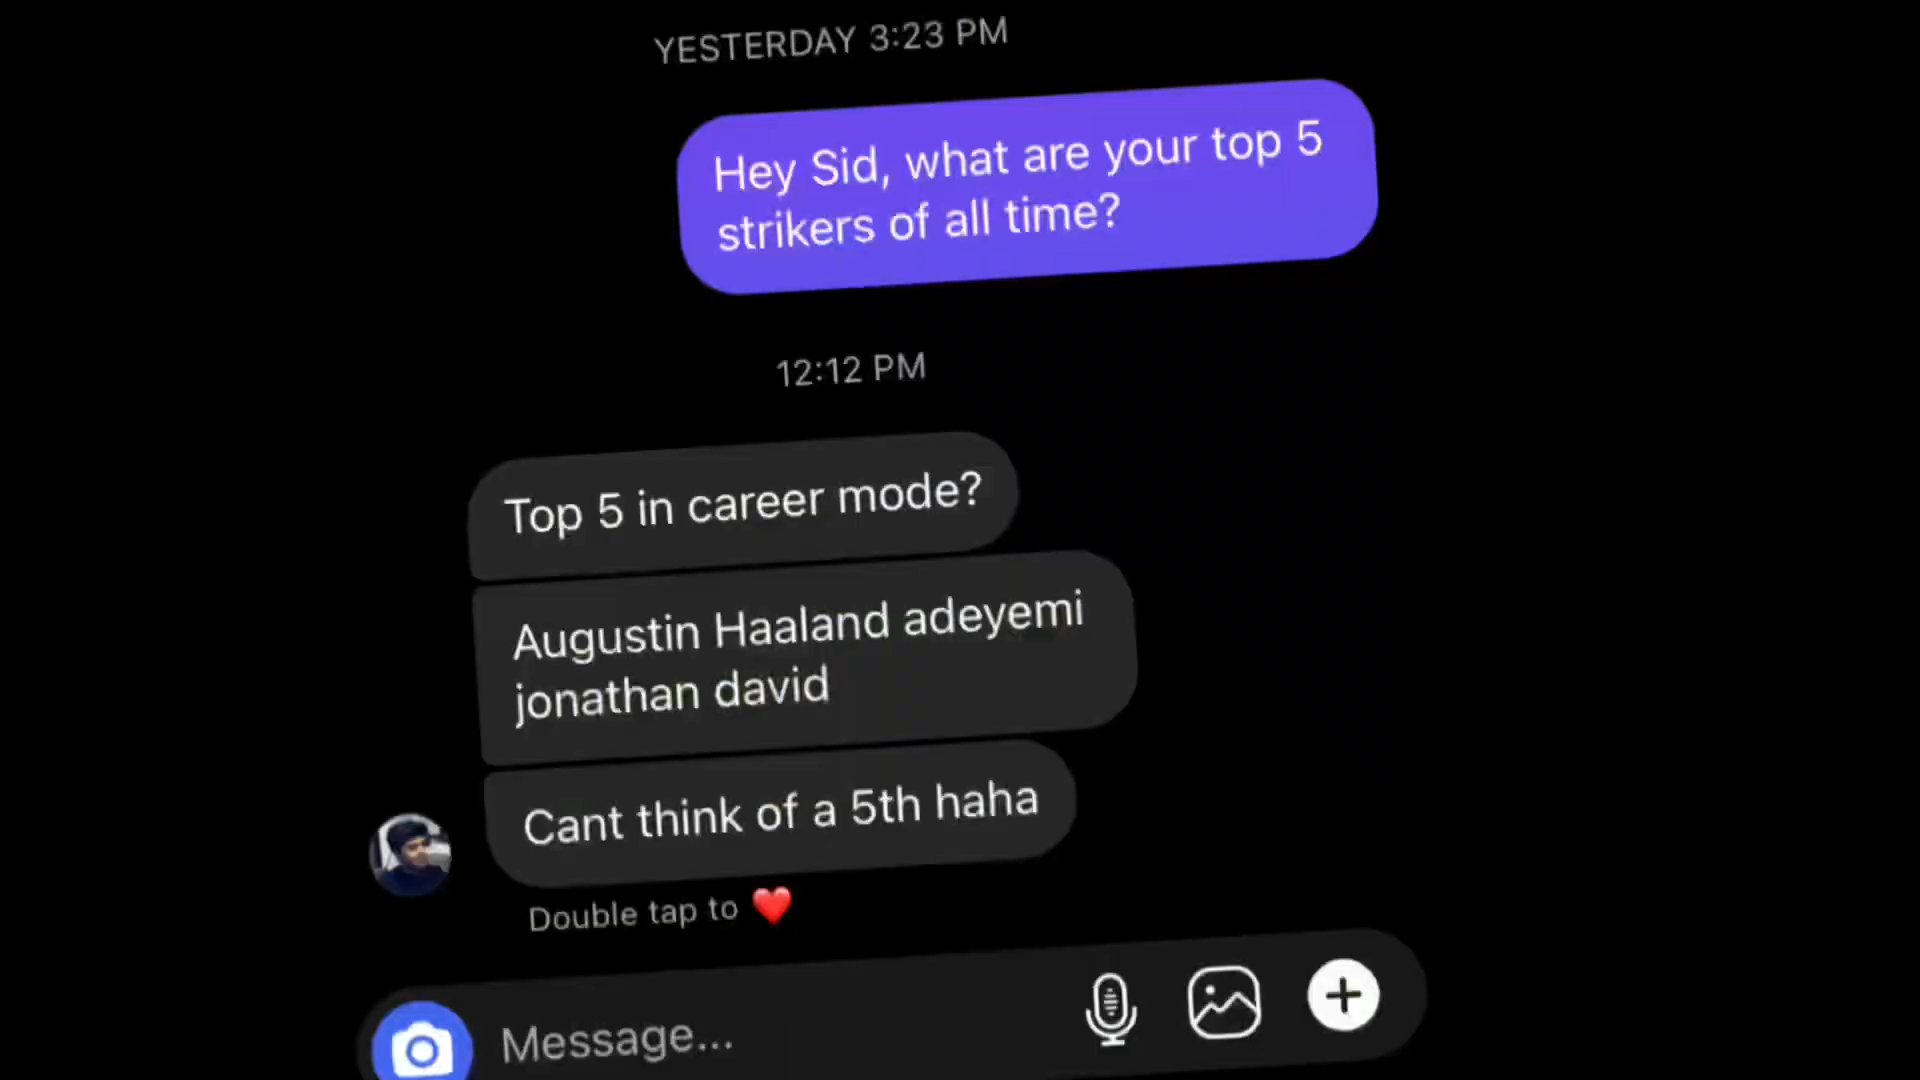 YESTERDAY 3:23 PM
Hey Sid, what are your top 5
strikers of all time?
12:12 PM
Top 5 in career mode?
Augustin Haaland adeyemi
jonathan david
Cant think of a 5th haha
Double tap to ❤️
Message...